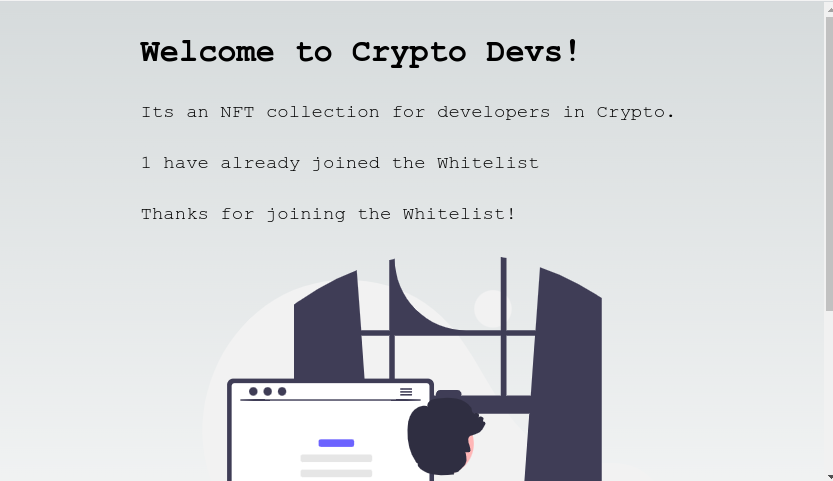 Welcome to Crypto Devs!
Its an NFT collection for developers in Crypto.
1 have already joined the Whitelist
Thanks for joining the Whitelist!